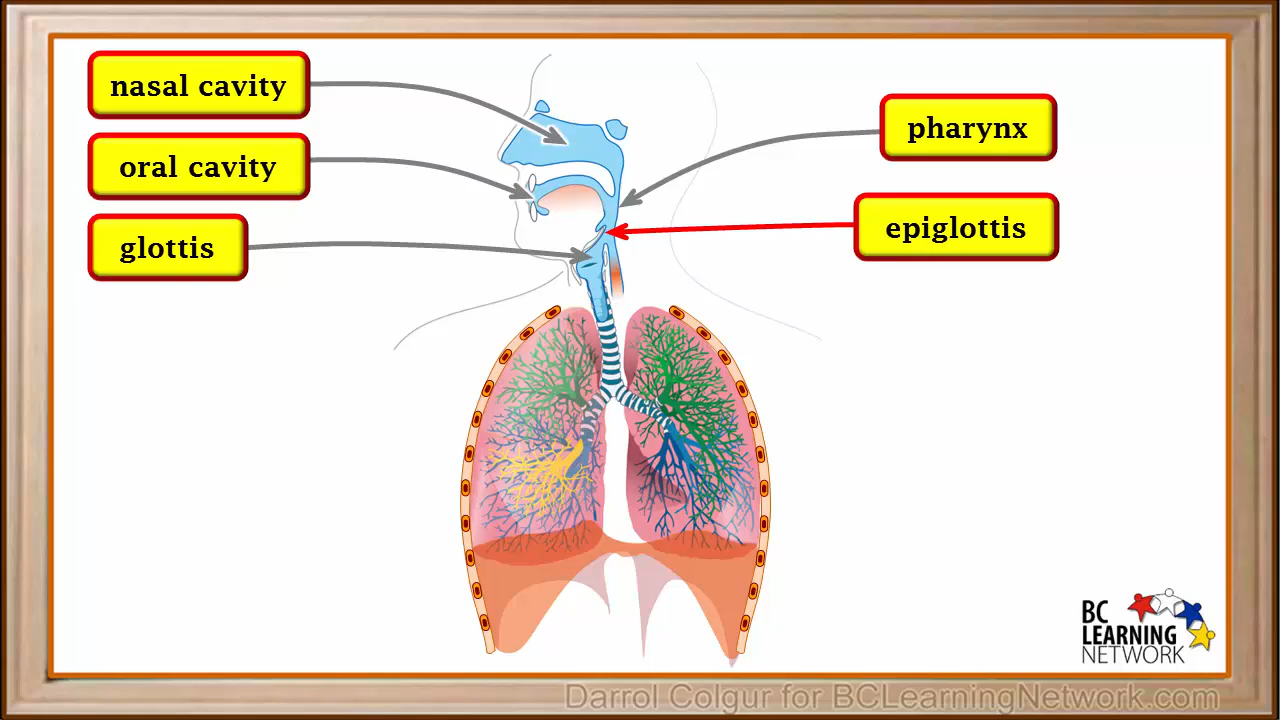 nasal cavity
oral cavity
glottis
pharynx
epiglottis
BC
LEARNING
NETWORK
Darrol Colgur for BCLearningNetwork.com